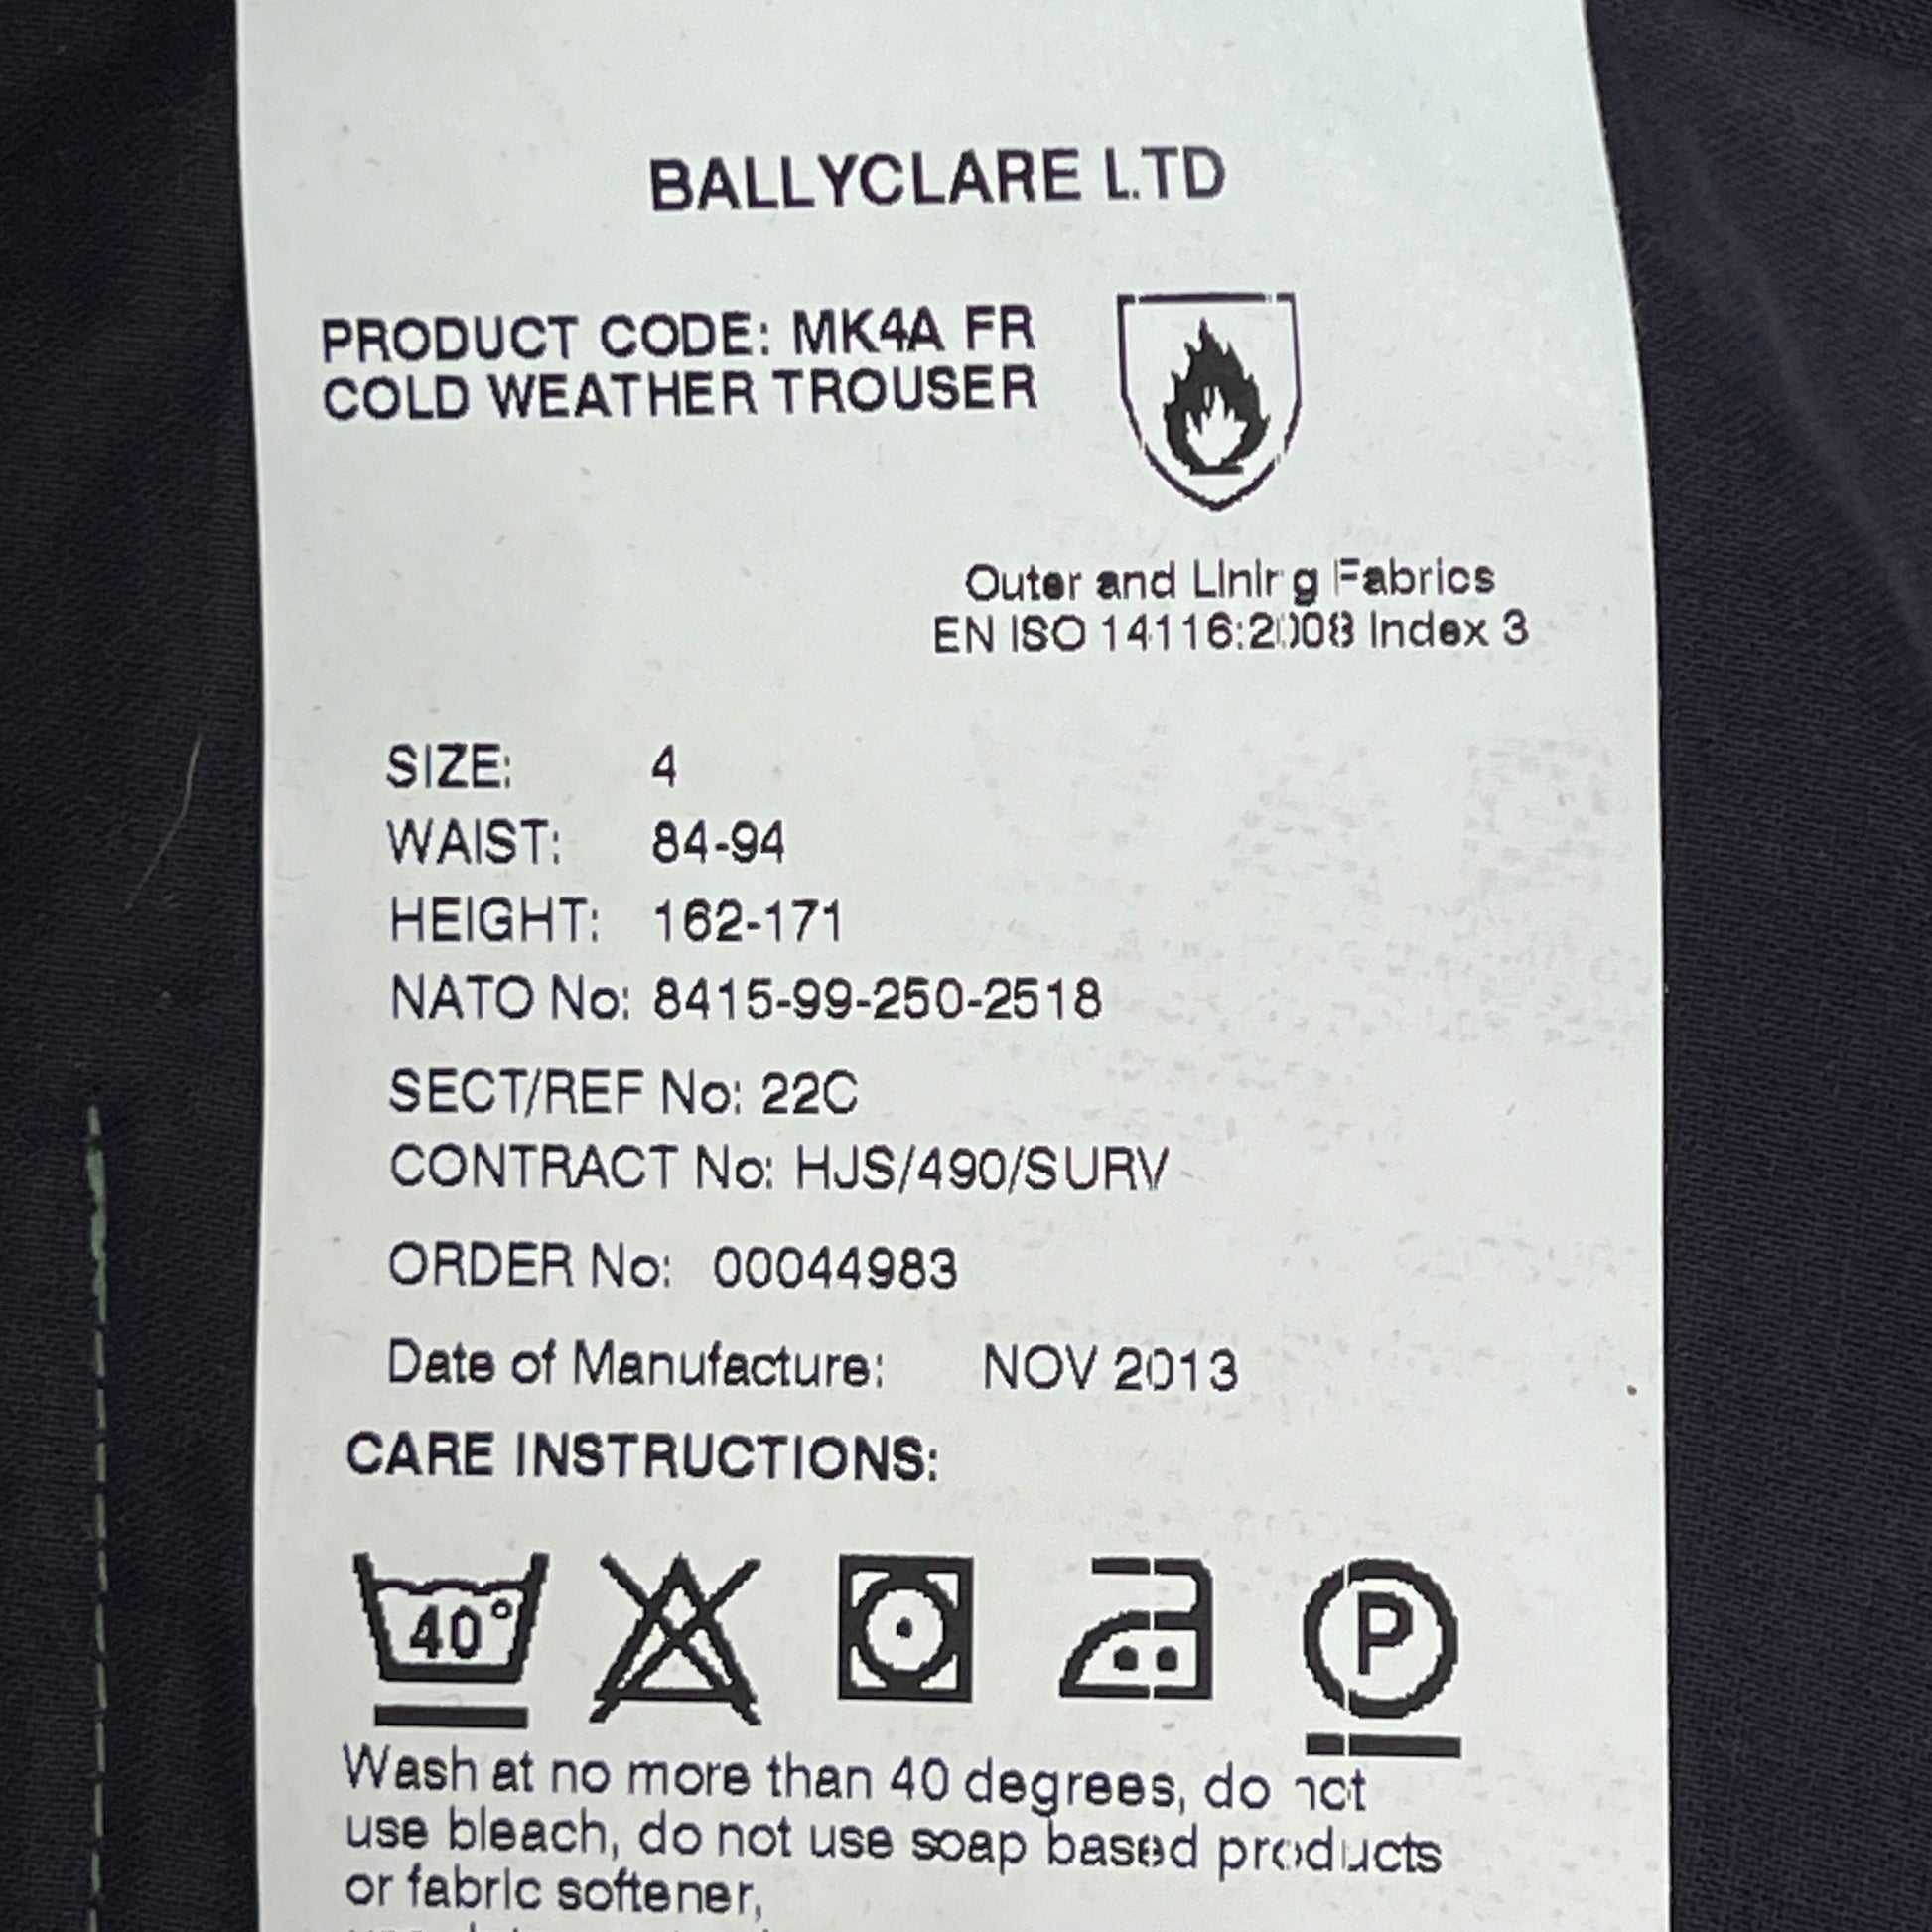 BALLYCLARE LTD
PRODUCT CODE: MK4A FR
COLD WEATHER TROUSER
Outer and Lining Fabrics
EN ISO 14116:2008 Index 3
SIZE: 4
WAIST: 84-94
HEIGHT: 162-171
NATO No: 8415-99-250-2518
SECT/REF No: 22C
CONTRACT No: HJS/490/SURV
ORDER No: 00044983
Date of Manufacture: NOV 2013
CARE INSTRUCTIONS:
40° P
Wash at no more than 40 degrees, do not
use bleach, do not use soap based products
or fabric softener,